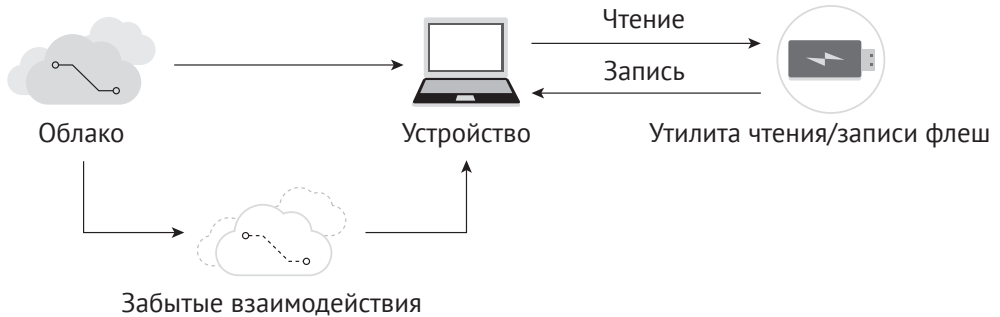 Чтение
Запись
Облако
Устройство
Утилита чтения/записи флеш
Забытые взаимодействия